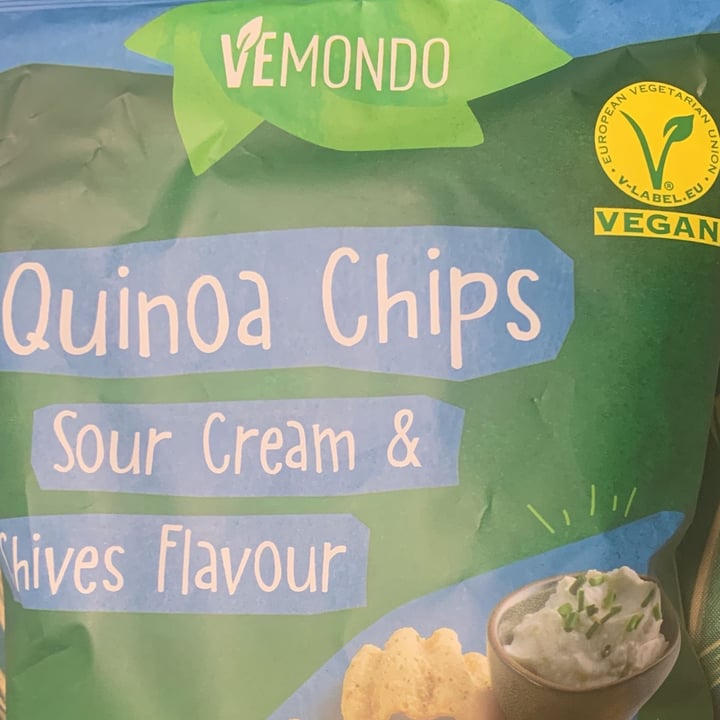 VEMONDO
EUROPEAN VEGETARIAN UNION
V-LABEL.EU
®
VEGAN
Quinoa Chips
Sour Cream &
Chives Flavour